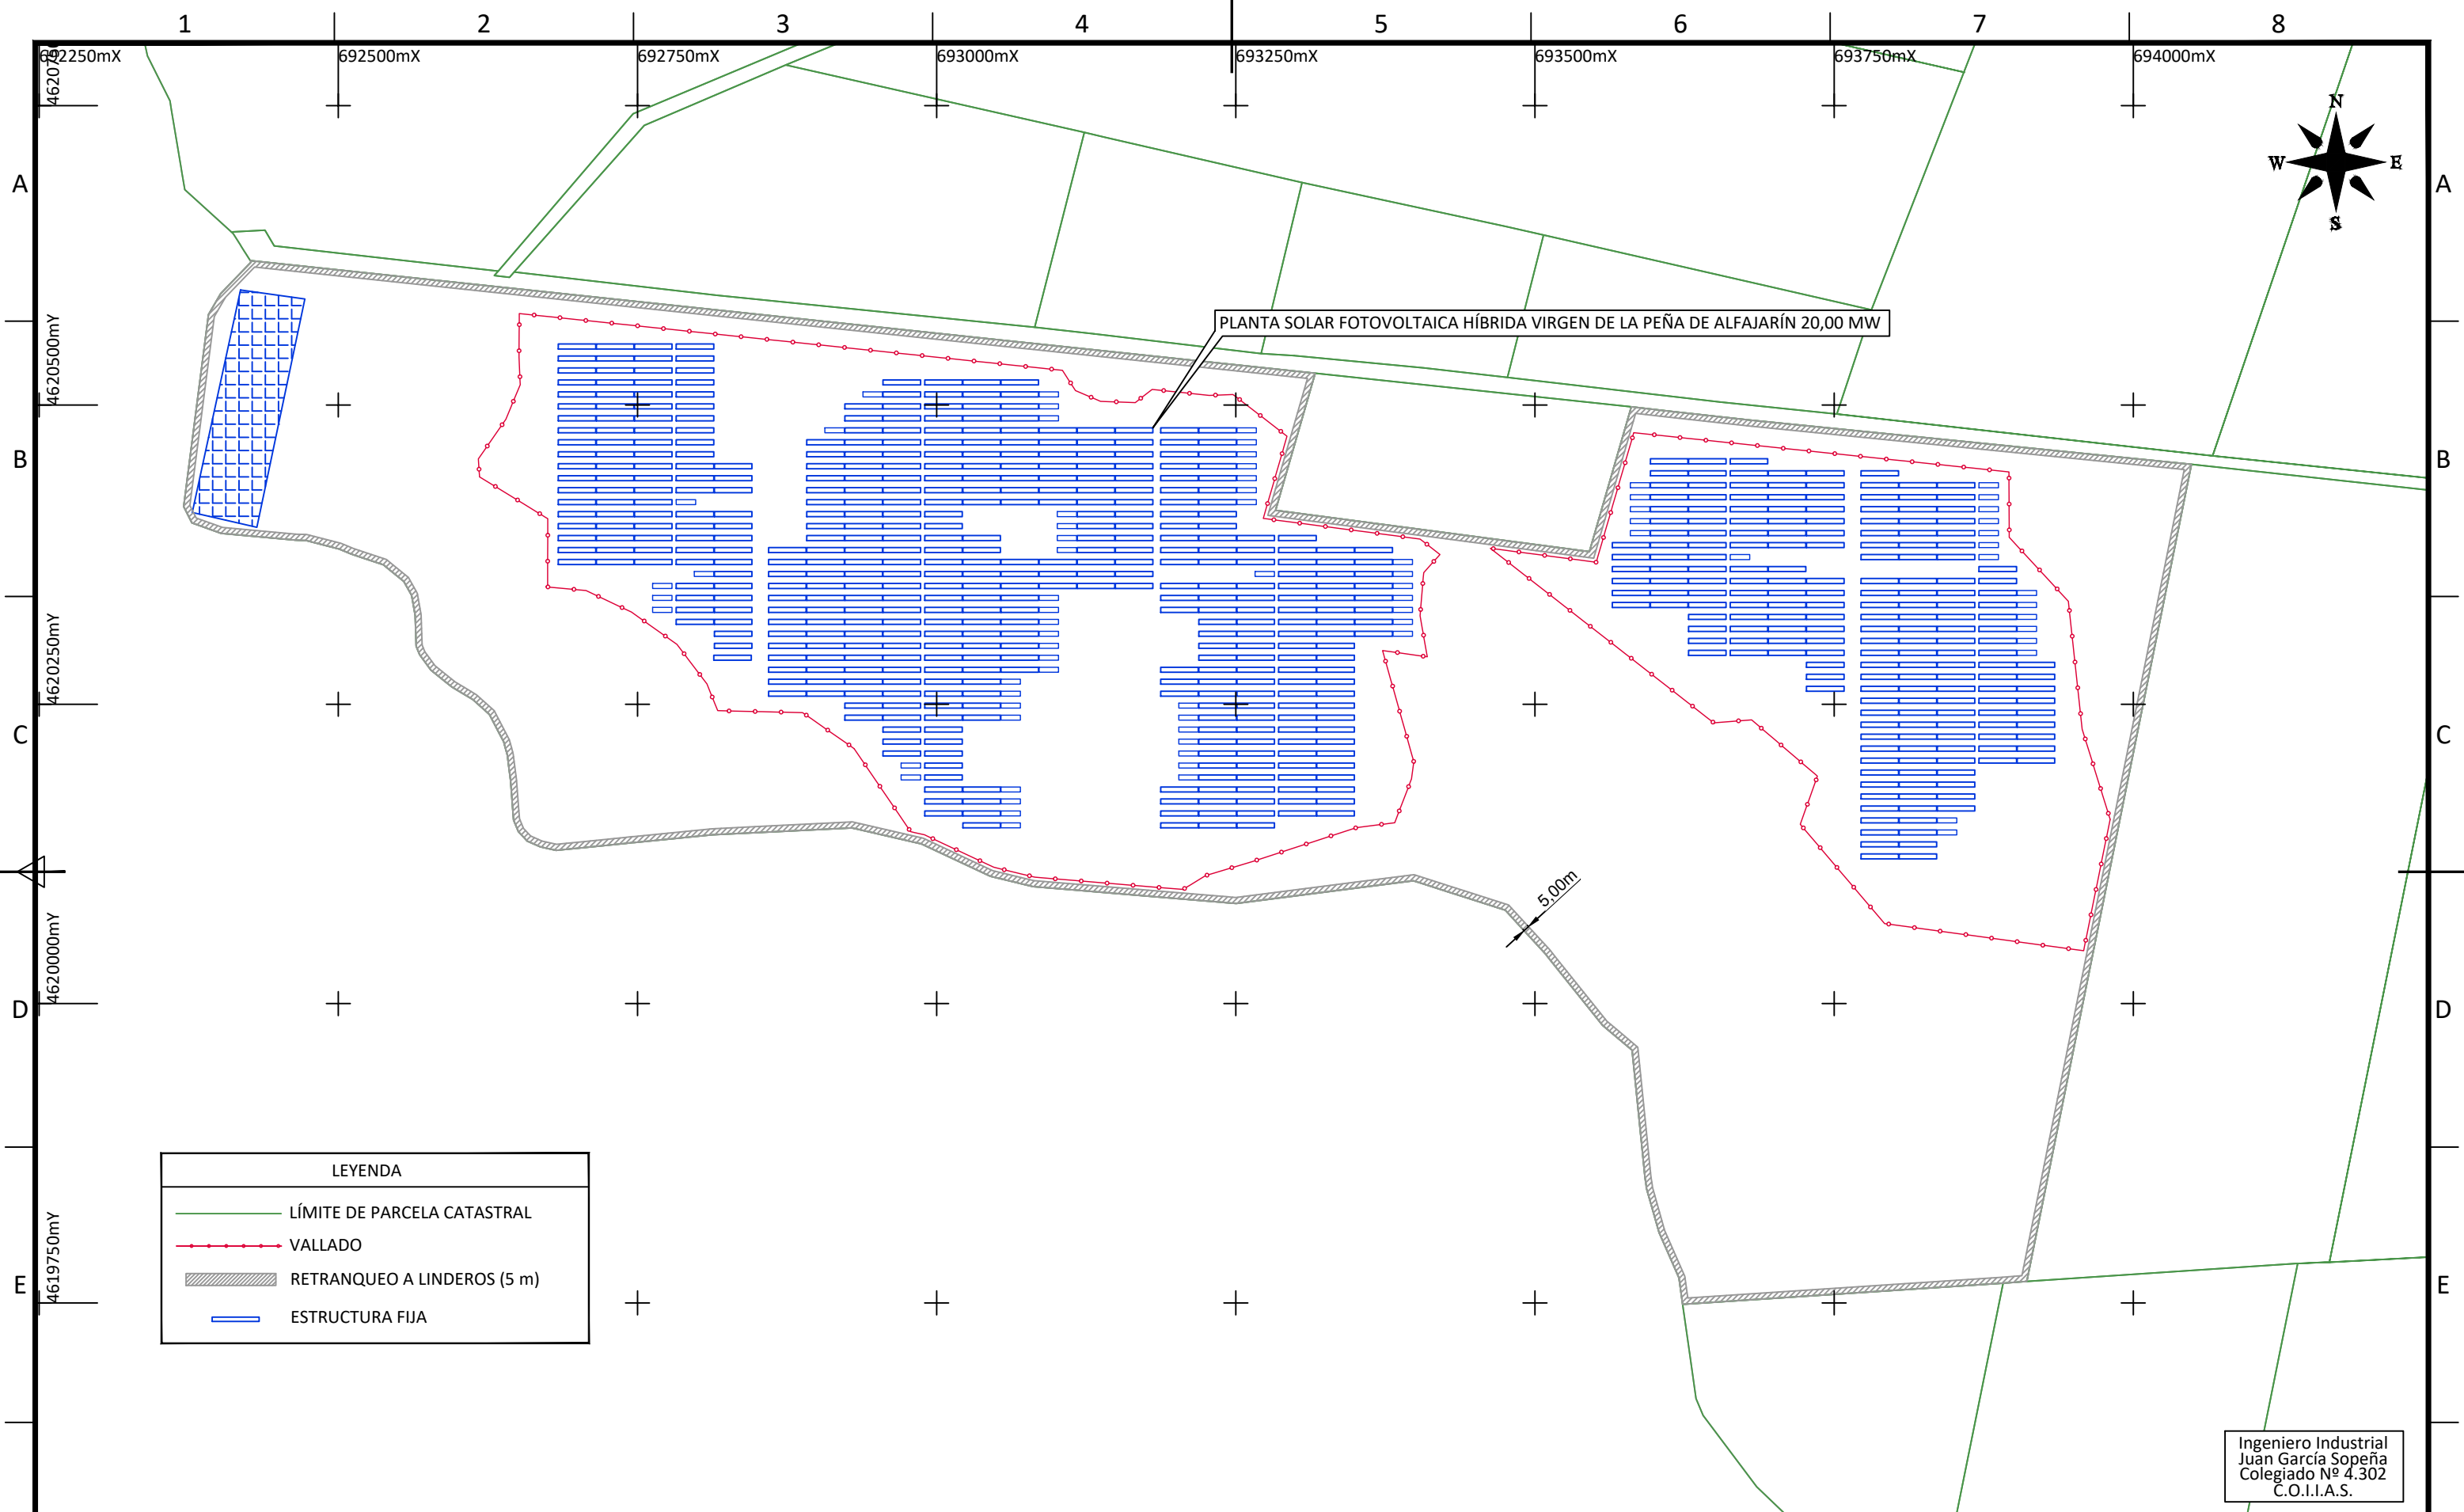 1 2 3 4 5 6 7 8
692250mX 692500mX 692750mX 693000mX 693250mX 693500mX 693750mX 694000mX
N
W E
S
A A
4620500mY
PLANTA SOLAR FOTOVOLTAICA HÍBRIDA VIRGEN DE LA PEÑA DE ALFAJARÍN 20,00 MW
B B
4620250mY
C C
5,00m
4620000mY
D D
LEYENDA
LÍMITE DE PARCELA CATASTRAL
VALLADO
RETRANQUEO A LINDEROS (5 m)
ESTRUCTURA FIJA
4619750mY
E E
Ingeniero Industrial
Juan García Sopeña
Colegiado Nº 4.302
C.O.I.I.A.S.